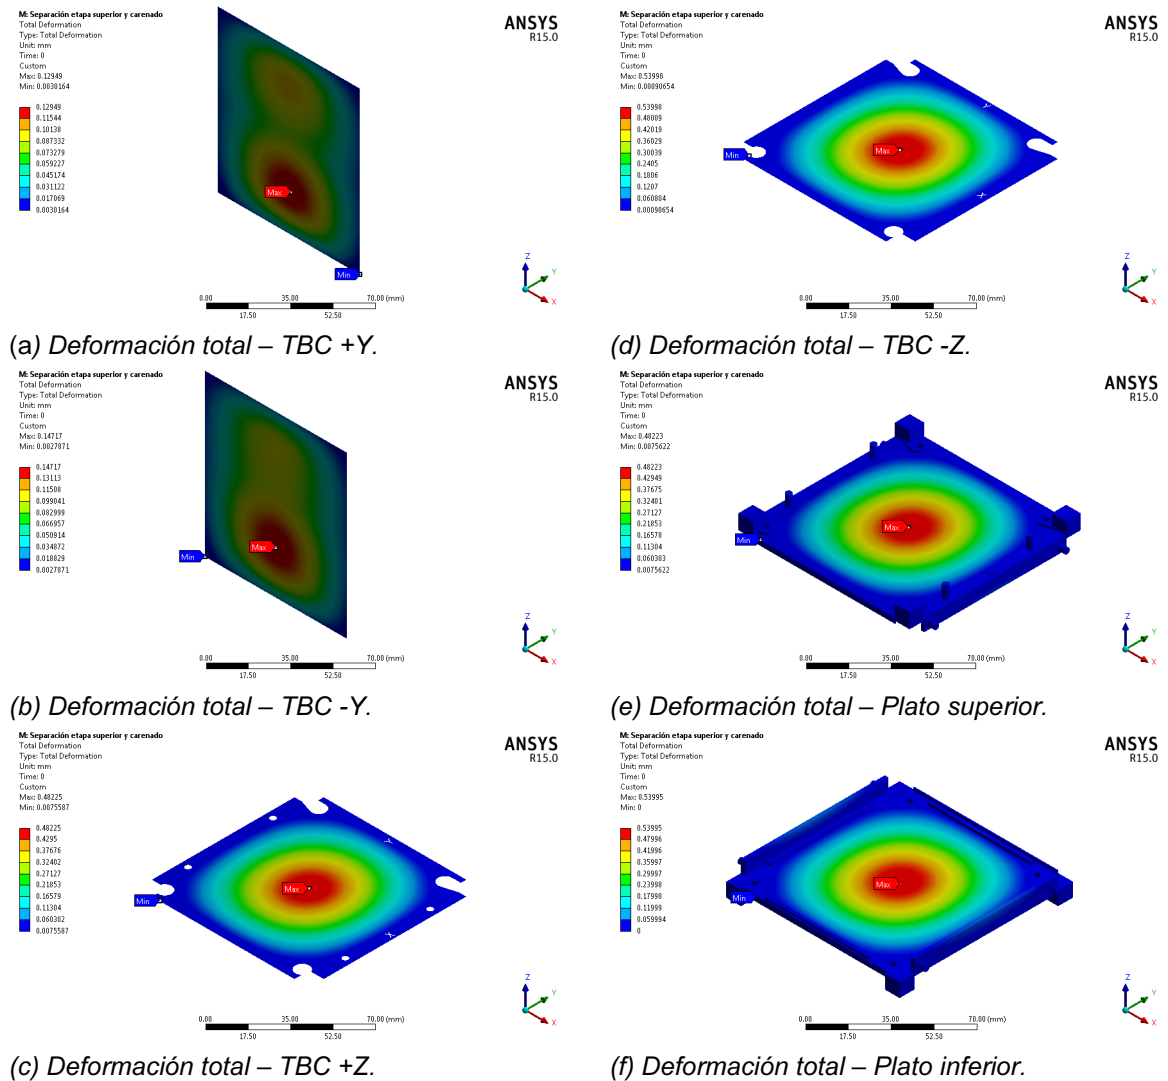 M: Separación etapa superior y carenado
Total Deformation
Type: Total Deformation
Unit: mm
Time: 0
Custom
Max: 0.12949
Min: 0.0030164
0.12949
0.11544
0.10138
0.087332
0.073279
0.059227
0.045174
0.031122
0.017069
0.0030164
Max
Min
ANSYS
R15.0
Z
Y
X
0.00
35.00
70.00 (mm)
17.50
52.50
(a) Deformación total – TBC +Y.
M: Separación etapa superior y carenado
Total Deformation
Type: Total Deformation
Unit: mm
Time: 0
Custom
Max: 0.53998
Min: 0.00090654
0.53998
0.48009
0.42019
0.36029
0.30039
0.2405
0.1806
0.1207
0.060804
0.00090654
Max
Min
Y
X
ANSYS
R15.0
Z
Y
X
0.00
35.00
70.00 (mm)
17.50
52.50
(d) Deformación total – TBC -Z.
M: Separación etapa superior y carenado
Total Deformation
Type: Total Deformation
Unit: mm
Time: 0
Custom
Max: 0.14717
Min: 0.0027871
0.14717
0.13113
0.11508
0.099041
0.082999
0.066957
0.050914
0.034872
0.018829
0.0027871
Max
Min
ANSYS
R15.0
Z
Y
X
0.00
35.00
70.00 (mm)
17.50
52.50
(b) Deformación total – TBC -Y.
M: Separación etapa superior y carenado
Total Deformation
Type: Total Deformation
Unit: mm
Time: 0
Custom
Max: 0.48223
Min: 0.0075622
0.48223
0.42949
0.37675
0.32401
0.27127
0.21853
0.16578
0.11304
0.060303
0.0075622
Max
Min
ANSYS
R15.0
Z
Y
X
0.00
35.00
70.00 (mm)
17.50
52.50
(e) Deformación total – Plato superior.
M: Separación etapa superior y carenado
Total Deformation
Type: Total Deformation
Unit: mm
Time: 0
Custom
Max: 0.48225
Min: 0.0075587
0.48225
0.4295
0.37676
0.32402
0.27127
0.21853
0.16579
0.11304
0.060302
0.0075587
Max
Min
Y
X
ANSYS
R15.0
Z
Y
X
0.00
35.00
70.00 (mm)
17.50
52.50
(c) Deformación total – TBC +Z.
M: Separación etapa superior y carenado
Total Deformation
Type: Total Deformation
Unit: mm
Time: 0
Custom
Max: 0.53995
Min: 0
0.53995
0.47996
0.41996
0.35997
0.29997
0.23998
0.17998
0.11999
0.059994
0
Max
Min
ANSYS
R15.0
Z
Y
X
0.00
35.00
70.00 (mm)
17.50
52.50
(f) Deformación total – Plato inferior.